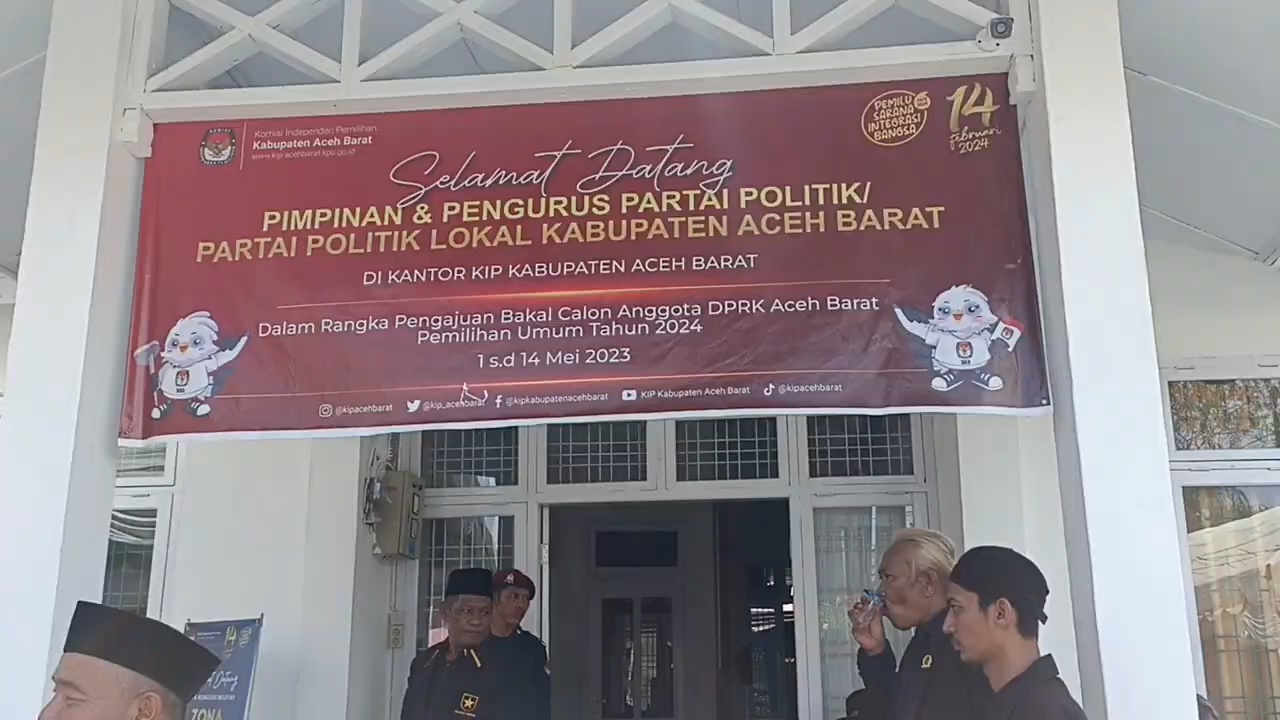 Komisi Independen Pemilihan
Kabupaten Aceh Barat
www.kip-acehbarat.kpu.go.id
PEMILU
SARANA
INTEGRASI
BANGSA
14
Februari
2024
Selamat Datang
PIMPINAN & PENGURUS PARTAI POLITIK/
PARTAI POLITIK LOKAL KABUPATEN ACEH BARAT
DI KANTOR KIP KABUPATEN ACEH BARAT
Dalam Rangka Pengajuan Bakal Calon Anggota DPRK Aceh Barat
Pemilihan Umum Tahun 2024
1 s.d 14 Mei 2023
@kipacehbarat @kip_acehbarat @kipkabupatenacehbarat KIP Kabupaten Aceh Barat @kipacehbarat
14
Datang
ZONA